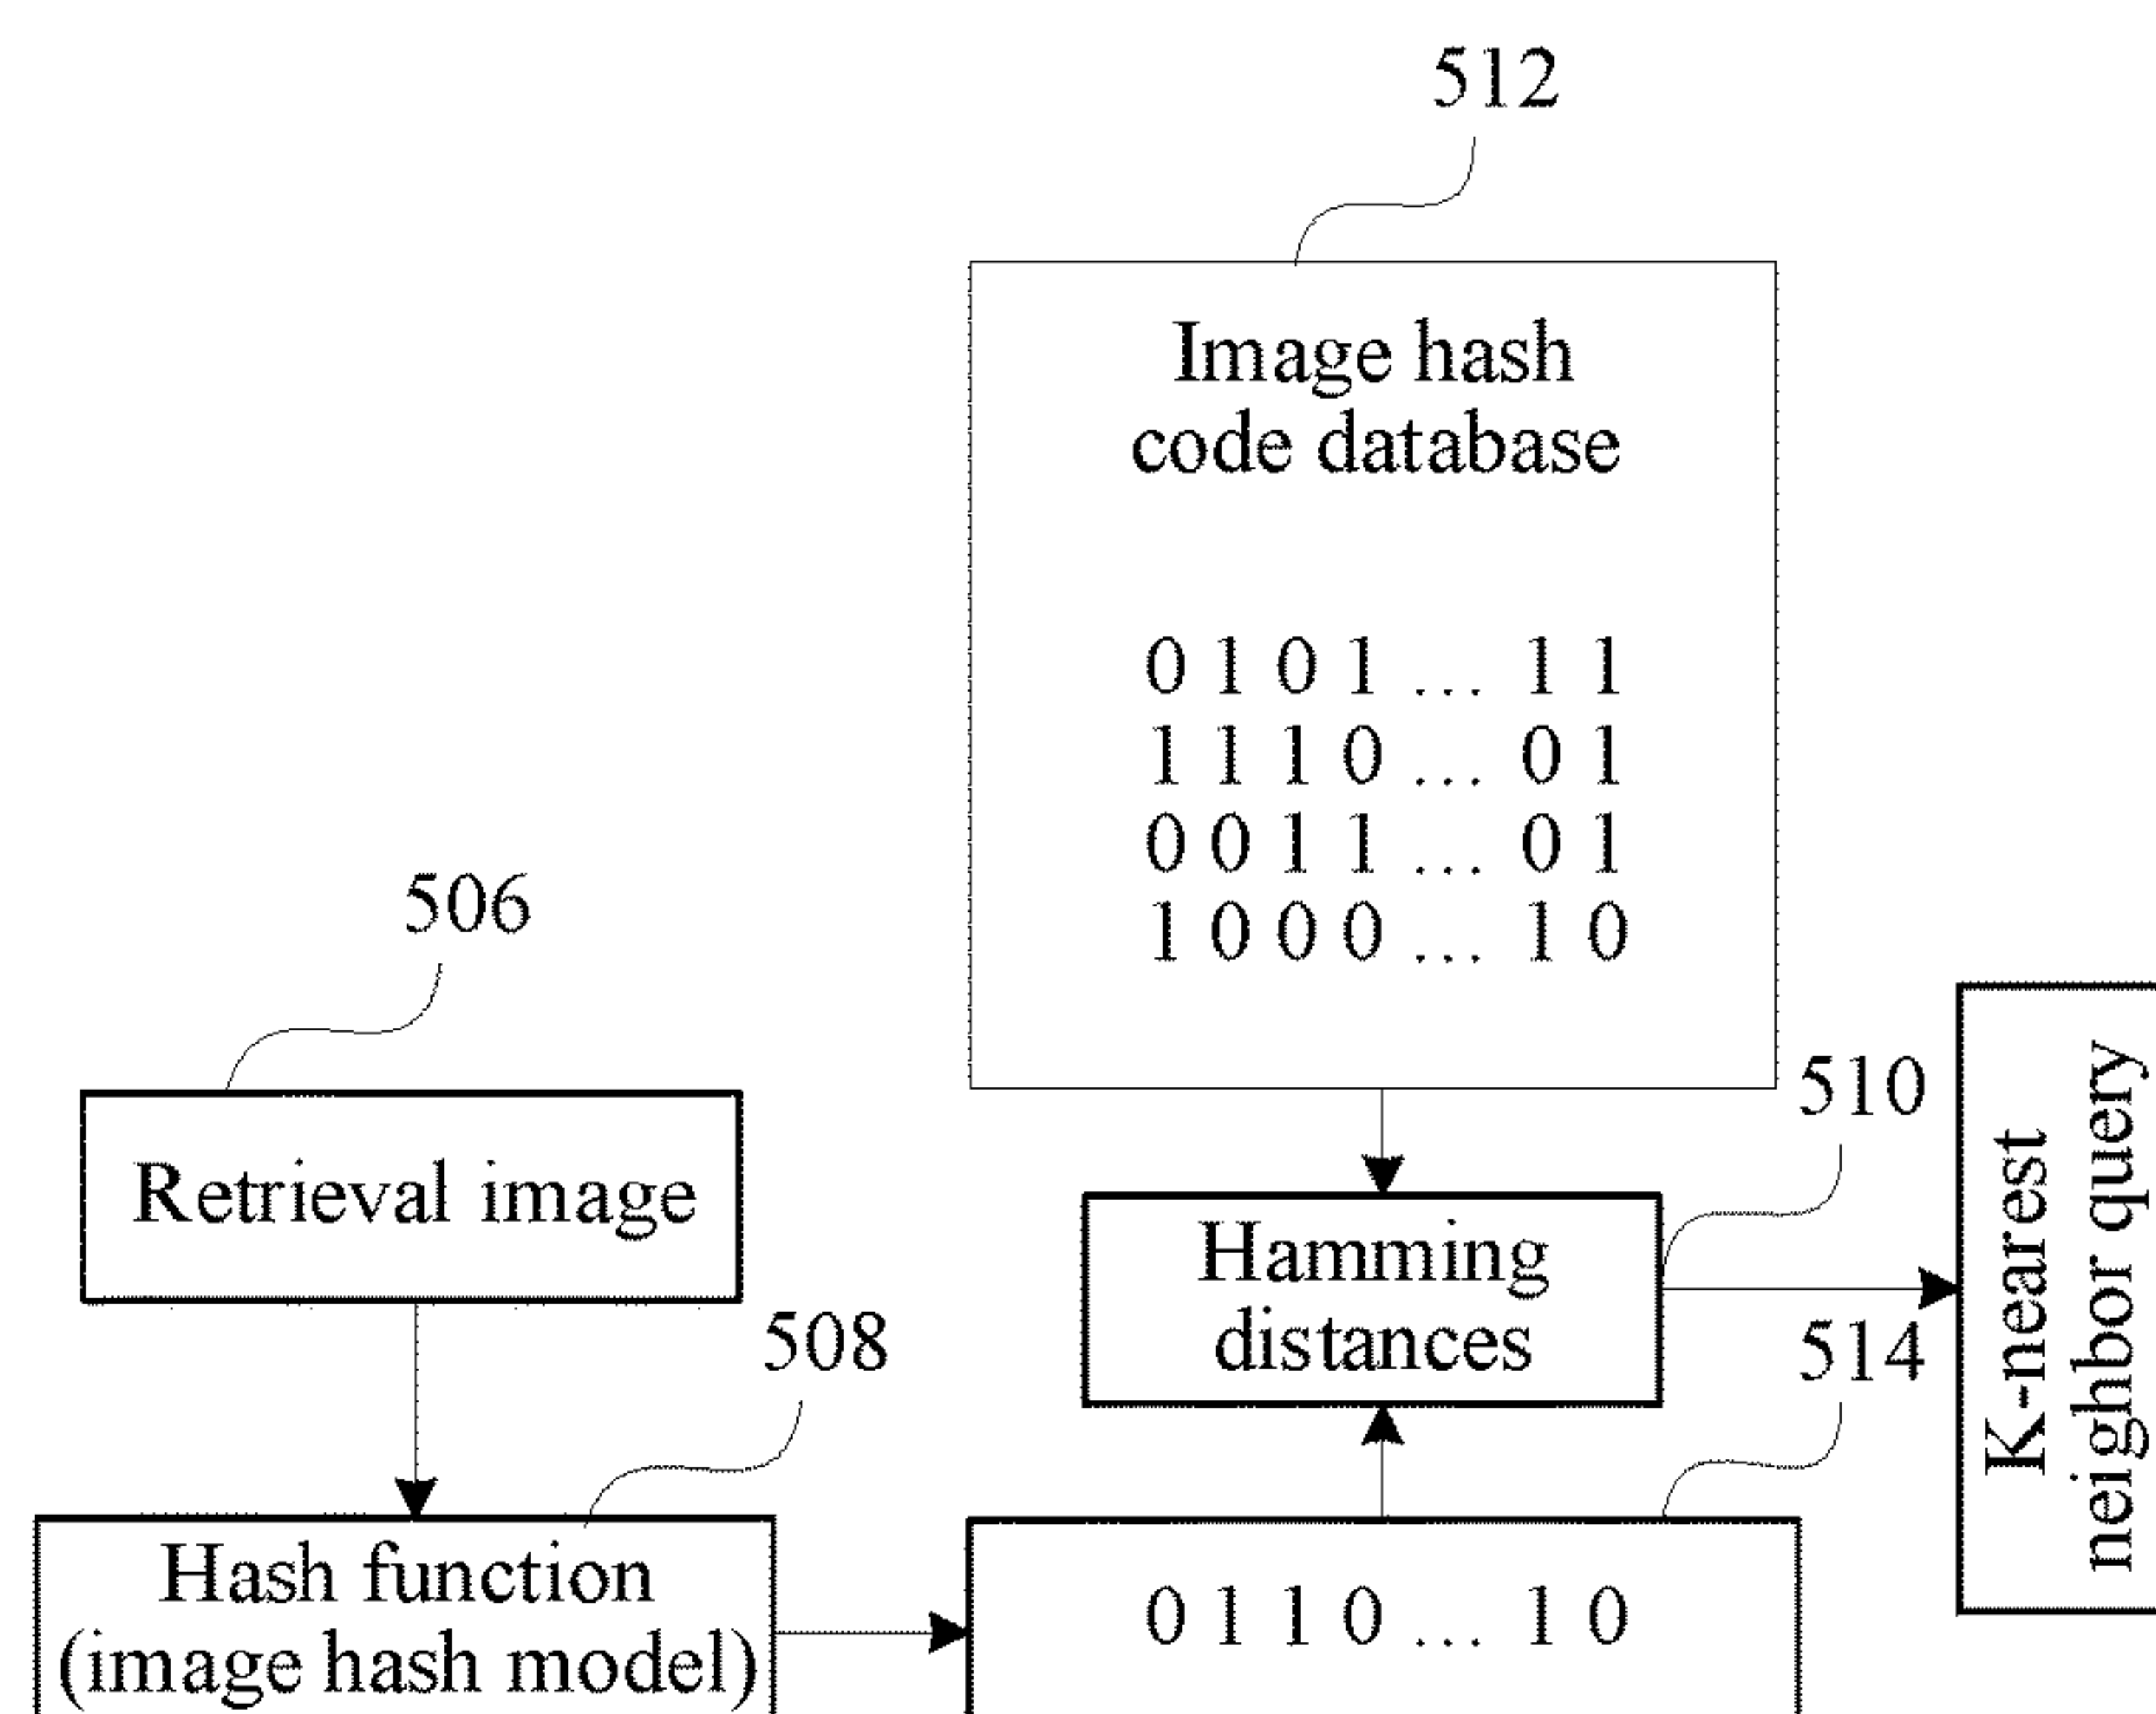 512
Image hash
code database
0 1 0 1 ... 1 1
1 1 1 0 ... 0 1
0 0 1 1 ... 0 1
1 0 0 0 ... 1 0
506
Retrieval image
510
Hamming
distances
K-nearest
neighbor query
508
514
Hash function
(image hash model)
0 1 1 0 ... 1 0